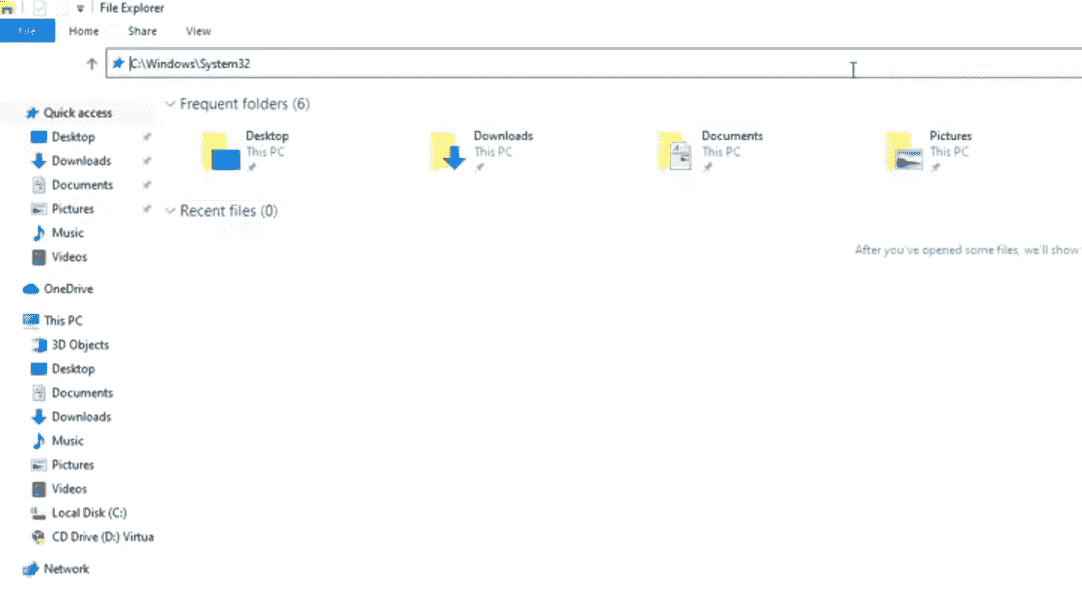 File Explorer
File Home Share View
C:\Windows\System32
Quick access
Desktop
Downloads
Documents
Pictures
Music
Videos
OneDrive
This PC
3D Objects
Desktop
Documents
Downloads
Music
Pictures
Videos
Local Disk (C:)
CD Drive (D:) Virtua
Network
Frequent folders (6)
Desktop
This PC
Downloads
This PC
Documents
This PC
Pictures
This PC
Recent files (0)
After you've opened some files, we'll show